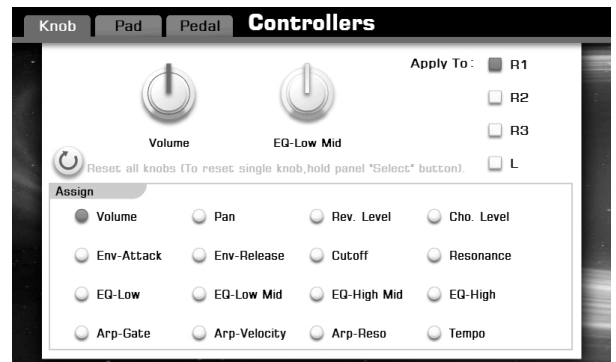 Knob Pad Pedal Controllers
Apply To: R1
R2
R3
L
Volume EQ-Low Mid
Reset all knobs (To reset single knob,hold panel "Select" button).
Assign
Volume Pan Rev. Level Cho. Level
Env-Attack Env-Release Cutoff Resonance
EQ-Low EQ-Low Mid EQ-High Mid EQ-High
Arp-Gate Arp-Velocity Arp-Reso Tempo